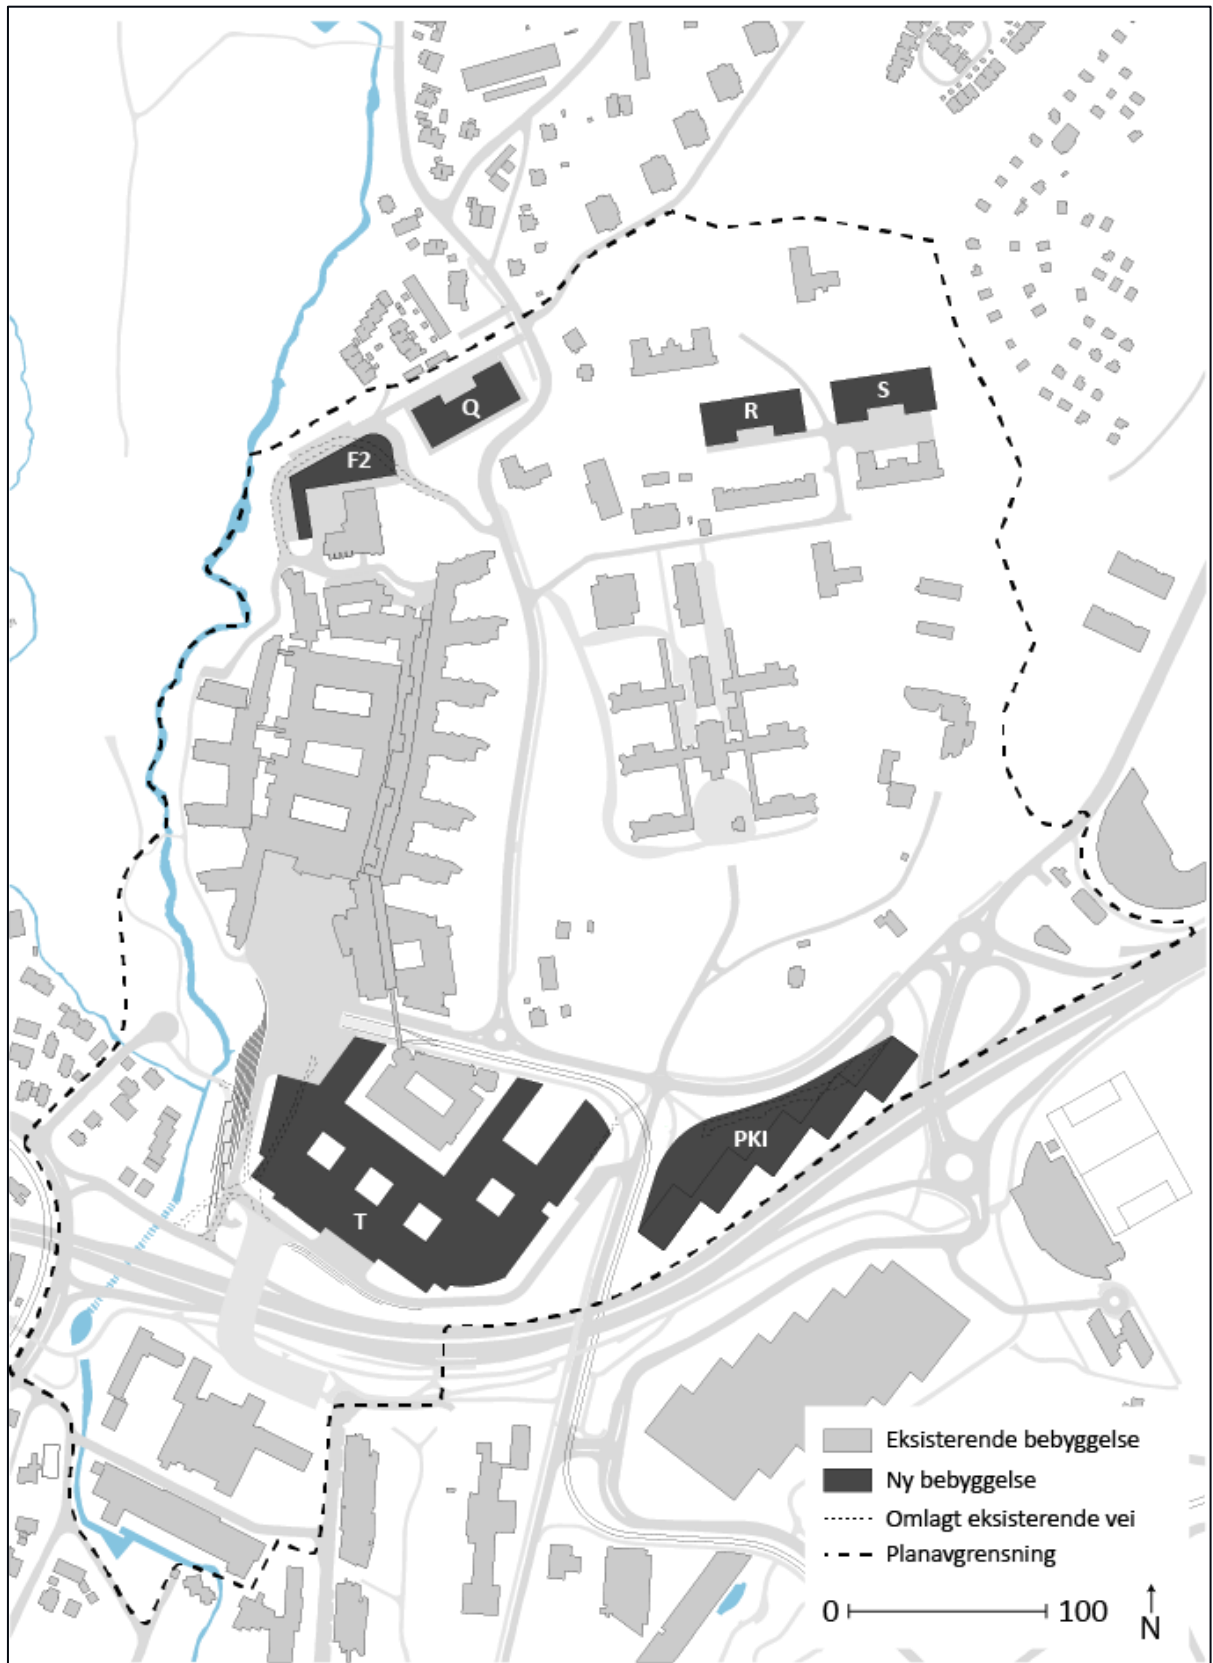 S
R
Q
F2
PKI
T
Eksisterende bebyggelse
Ny bebyggelse
Omlagt eksisterende vei
Planavgrensning
0 100 N